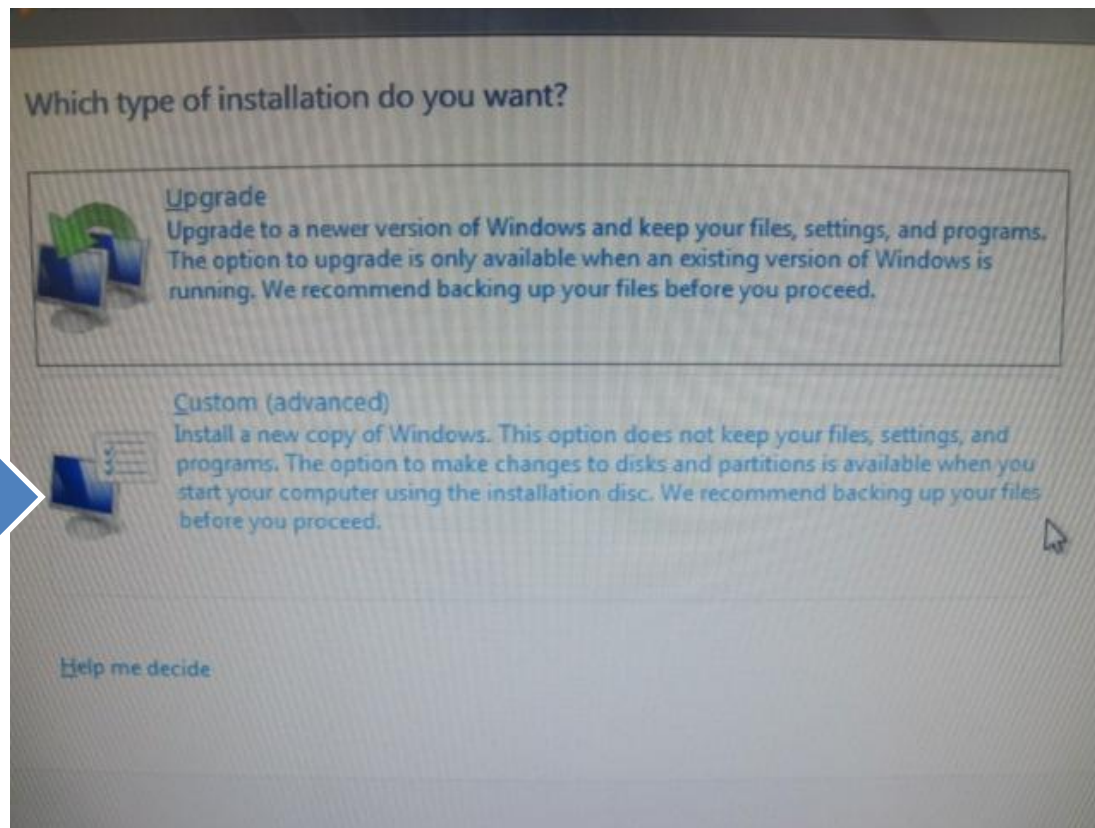 Which type of installation do you want?
Upgrade
Upgrade to a newer version of Windows and keep your files, settings, and programs.
The option to upgrade is only available when an existing version of Windows is
running. We recommend backing up your files before you proceed.
Custom (advanced)
Install a new copy of Windows. This option does not keep your files, settings, and
programs. The option to make changes to disks and partitions is available when you
start your computer using the installation disc. We recommend backing up your files
before you proceed.
Help me decide